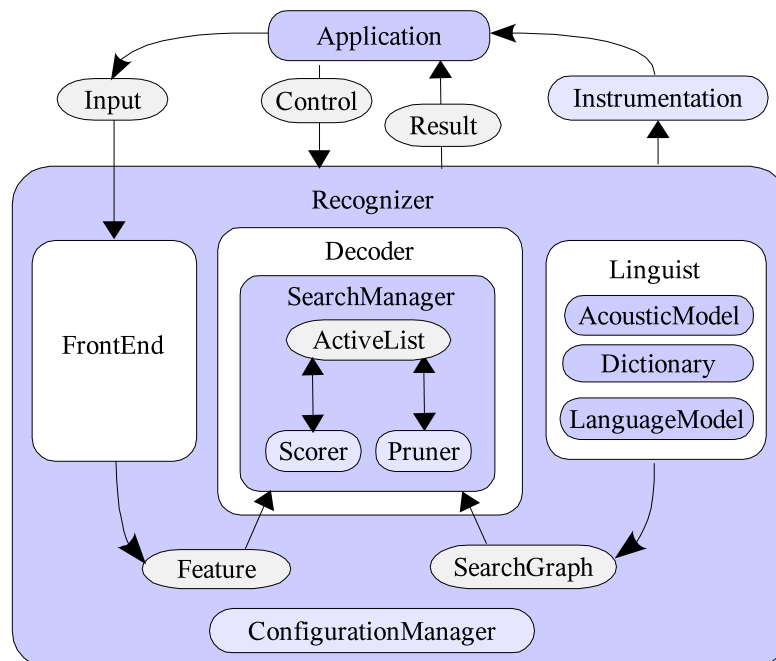 Application
Input
Control
Result
Instrumentation
Recognizer
FrontEnd
Decoder
SearchManager
ActiveList
Scorer
Pruner
Linguist
AcousticModel
Dictionary
LanguageModel
Feature
SearchGraph
ConfigurationManager